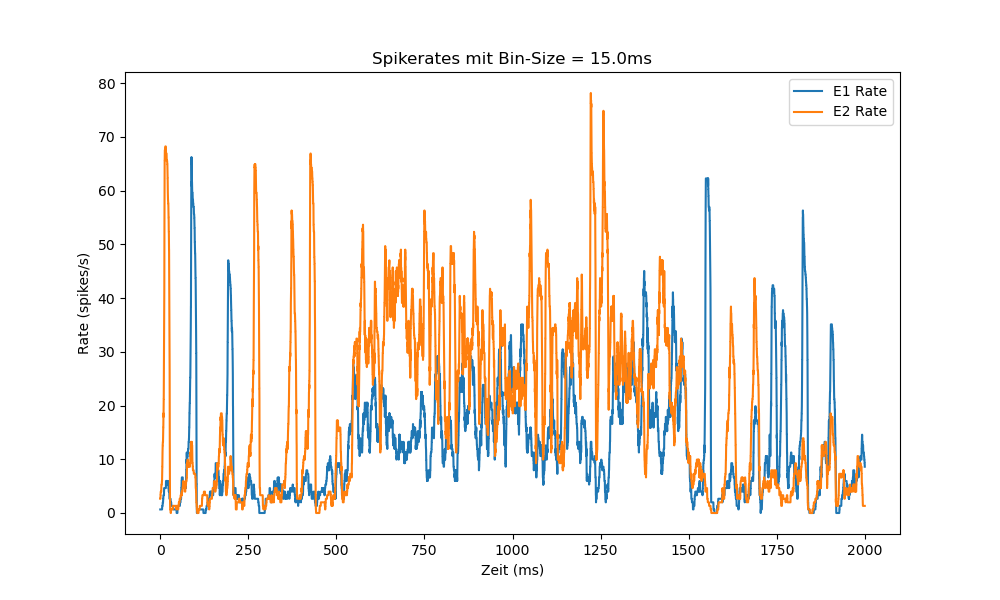 Spikerates mit Bin-Size = 15.0ms
E1 Rate
E2 Rate
Rate (spikes/s)
80
70
60
50
40
30
20
10
0
0 250 500 750 1000 1250 1500 1750 2000
Zeit (ms)